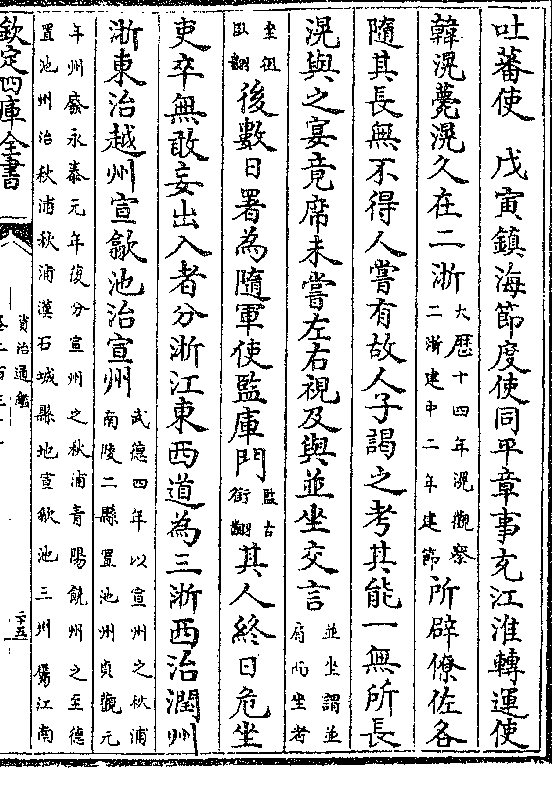 吐蕃使　戊寅鎮海節度使同平章事充江淮轉運使
韓滉薨滉久在二浙
大歷十四年滉觀察
二浙建中二年建節
所辟僚佐各
隨其長無不得人嘗有故人子謁之考其能一無所長
滉與之宴竟席未嘗左右視及與並坐交言
並坐謂並
肩而坐者
坐徂
臥翻
後數日署為隨軍使監庫門
監古
銜翻
其人終日危坐
吏卒無敢妄出入者分浙江東西道為三浙西治潤州
浙東治越州宣歙池治宣州
武德四年以宣州之秋浦
南陵二縣置池州貞觀元
年州廢永泰元年復分宣州之秋浦青陽饒州之至德
置池州治秋浦秋浦漢石城縣地宣歙池三州屬江南
欽定四庫全書
資治通鑑